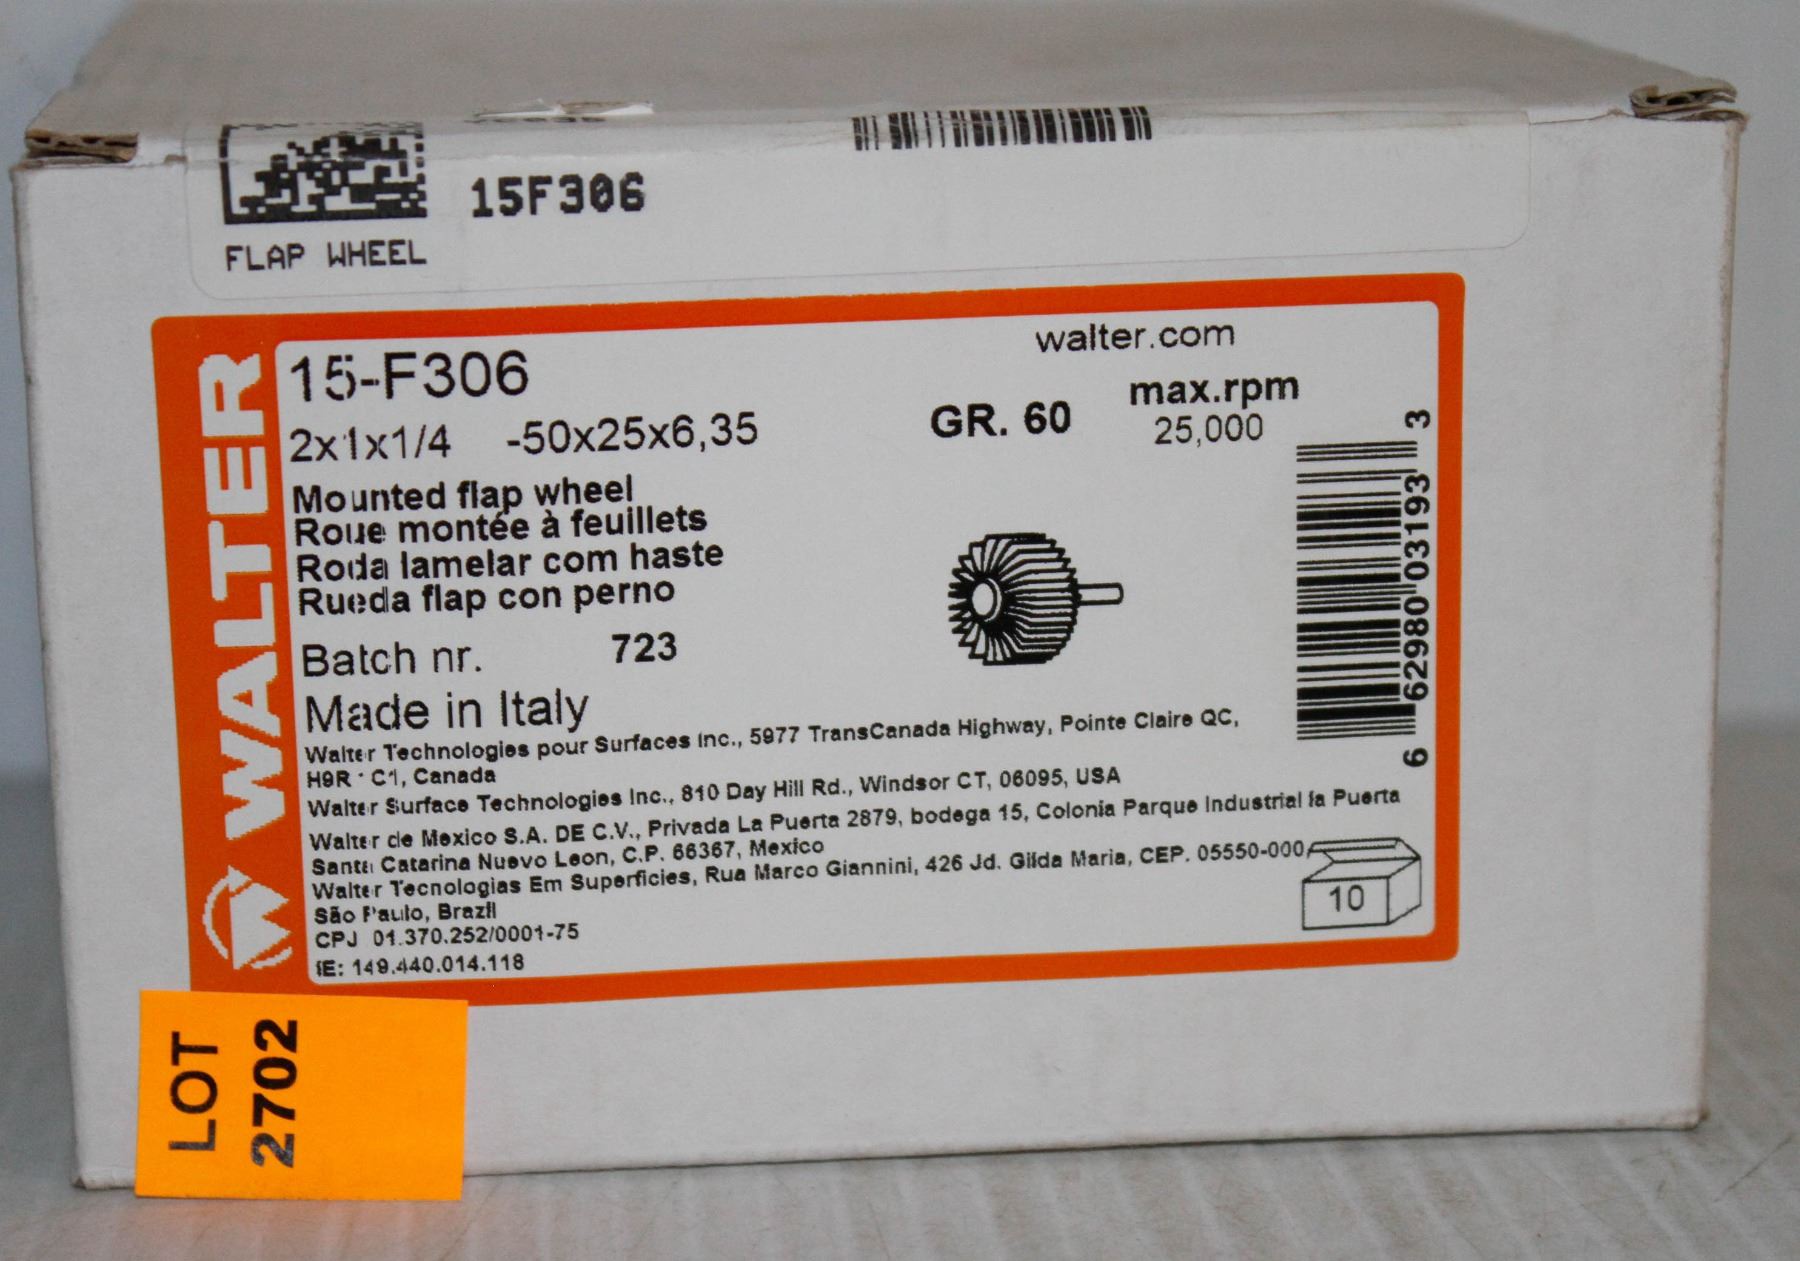 15F306
FLAP WHEEL
WALTER
walter.com
15-F306
2x1x1/4 -50x25x6,35
GR. 60
max.rpm
25,000
Mounted flap wheel
Roue montée à feuillets
Roda lamelar com haste
Rueda flap con perno
Batch nr. 723
Made in Italy
Walter Technologies pour Surfaces Inc., 5977 TransCanada Highway, Pointe Claire QC,
H9R C1, Canada
Walter Surface Technologies Inc., 810 Day Hill Rd., Windsor CT, 06095, USA
Walter de Mexico S.A. DE C.V., Privada La Puerta 2879, bodega 15, Colonia Parque Industrial la Puerta
Santa Catarina Nuevo Leon, C.P. 66367, Mexico
Walter Tecnologias Em Superficies, Rua Marco Giannini, 426 Jd. Gilda Maria, CEP. 05550-000,
São Paulo, Brazil
CPJ 01.370.252/0001-75
IE: 149.440.014.118
6 62980 03193 3
10
LOT
2702